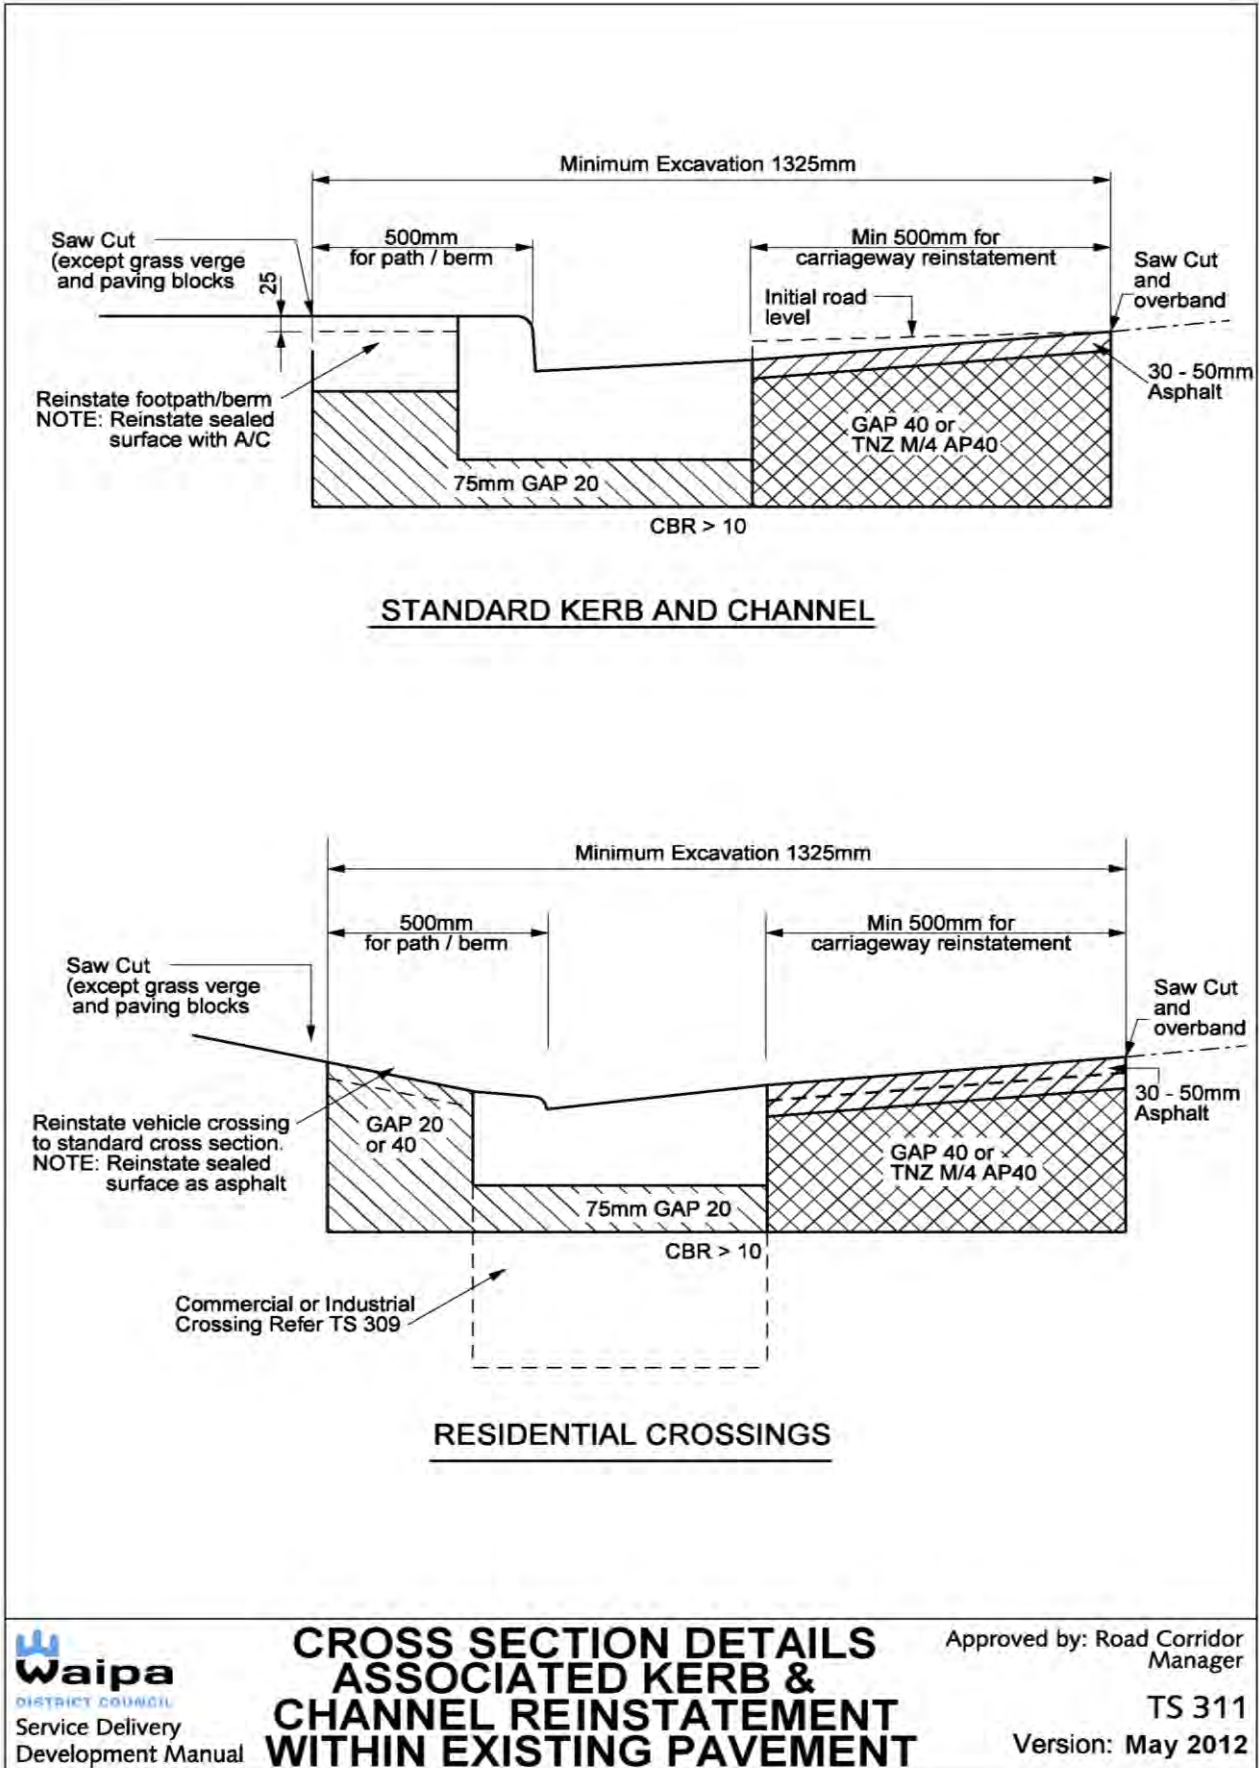 Minimum Excavation 1325mm
Saw Cut
(except grass verge
and paving blocks
25
500mm
for path / berm
Min 500mm for
carriageway reinstatement
Initial road
level
Saw Cut
and
overband
Reinstate footpath/berm
NOTE: Reinstate sealed
surface with A/C
30 - 50mm
Asphalt
GAP 40 or
TNZ M/4 AP40
75mm GAP 20
CBR > 10
STANDARD KERB AND CHANNEL
Minimum Excavation 1325mm
500mm
for path / berm
Min 500mm for
carriageway reinstatement
Saw Cut
(except grass verge
and paving blocks
Saw Cut
and
overband
Reinstate vehicle crossing
to standard cross section.
NOTE: Reinstate sealed
surface as asphalt
GAP 20
or 40
30 - 50mm
Asphalt
GAP 40 or
TNZ M/4 AP40
75mm GAP 20
CBR > 10
Commercial or Industrial
Crossing Refer TS 309
RESIDENTIAL CROSSINGS
Waipa
DISTRICT COUNCIL
Service Delivery
Development Manual
CROSS SECTION DETAILS
ASSOCIATED KERB &
CHANNEL REINSTATEMENT
WITHIN EXISTING PAVEMENT
Approved by: Road Corridor
Manager
TS 311
Version: May 2012